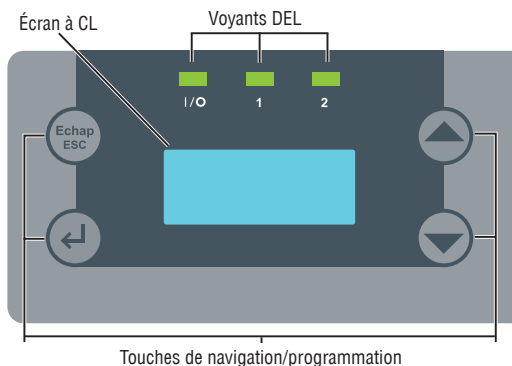 Écran à CL
Voyants DEL
I/O
1
2
Echap
ESC
Touches de navigation/programmation